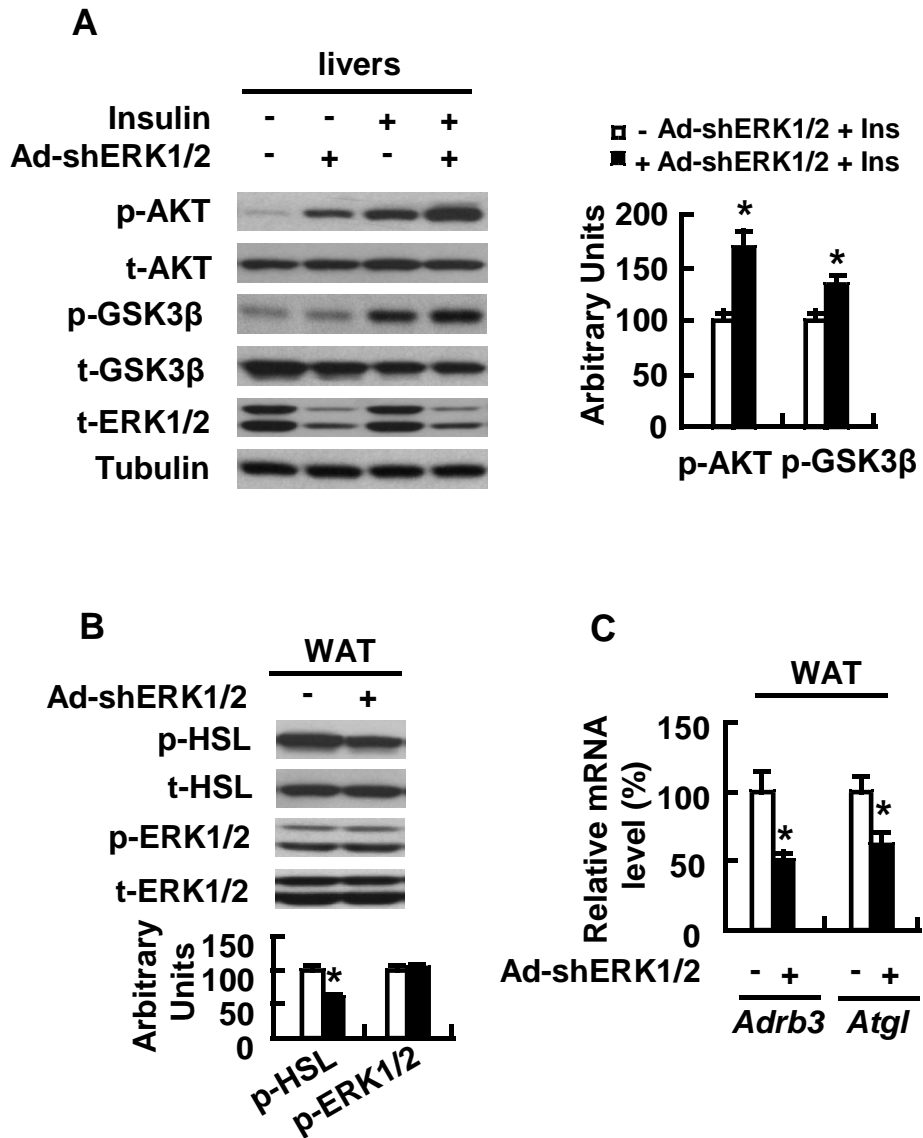 A
livers
Insulin - - + +
Ad-shERK1/2 - + - +
p-AKT
t-AKT
p-GSK3β
t-GSK3β
t-ERK1/2
Tubulin
- Ad-shERK1/2 + Ins
+ Ad-shERK1/2 + Ins
Arbitrary Units
200
150
100
50
0
* *
p-AKT p-GSK3β
B
WAT
Ad-shERK1/2 - +
p-HSL
t-HSL
p-ERK1/2
t-ERK1/2
Arbitrary
Units
150
100
50
0
*
p-HSL
p-ERK1/2
C
WAT
Relative mRNA
level (%)
150
100
50
0
* *
Ad-shERK1/2 - + - +
Adrb3 Atgl